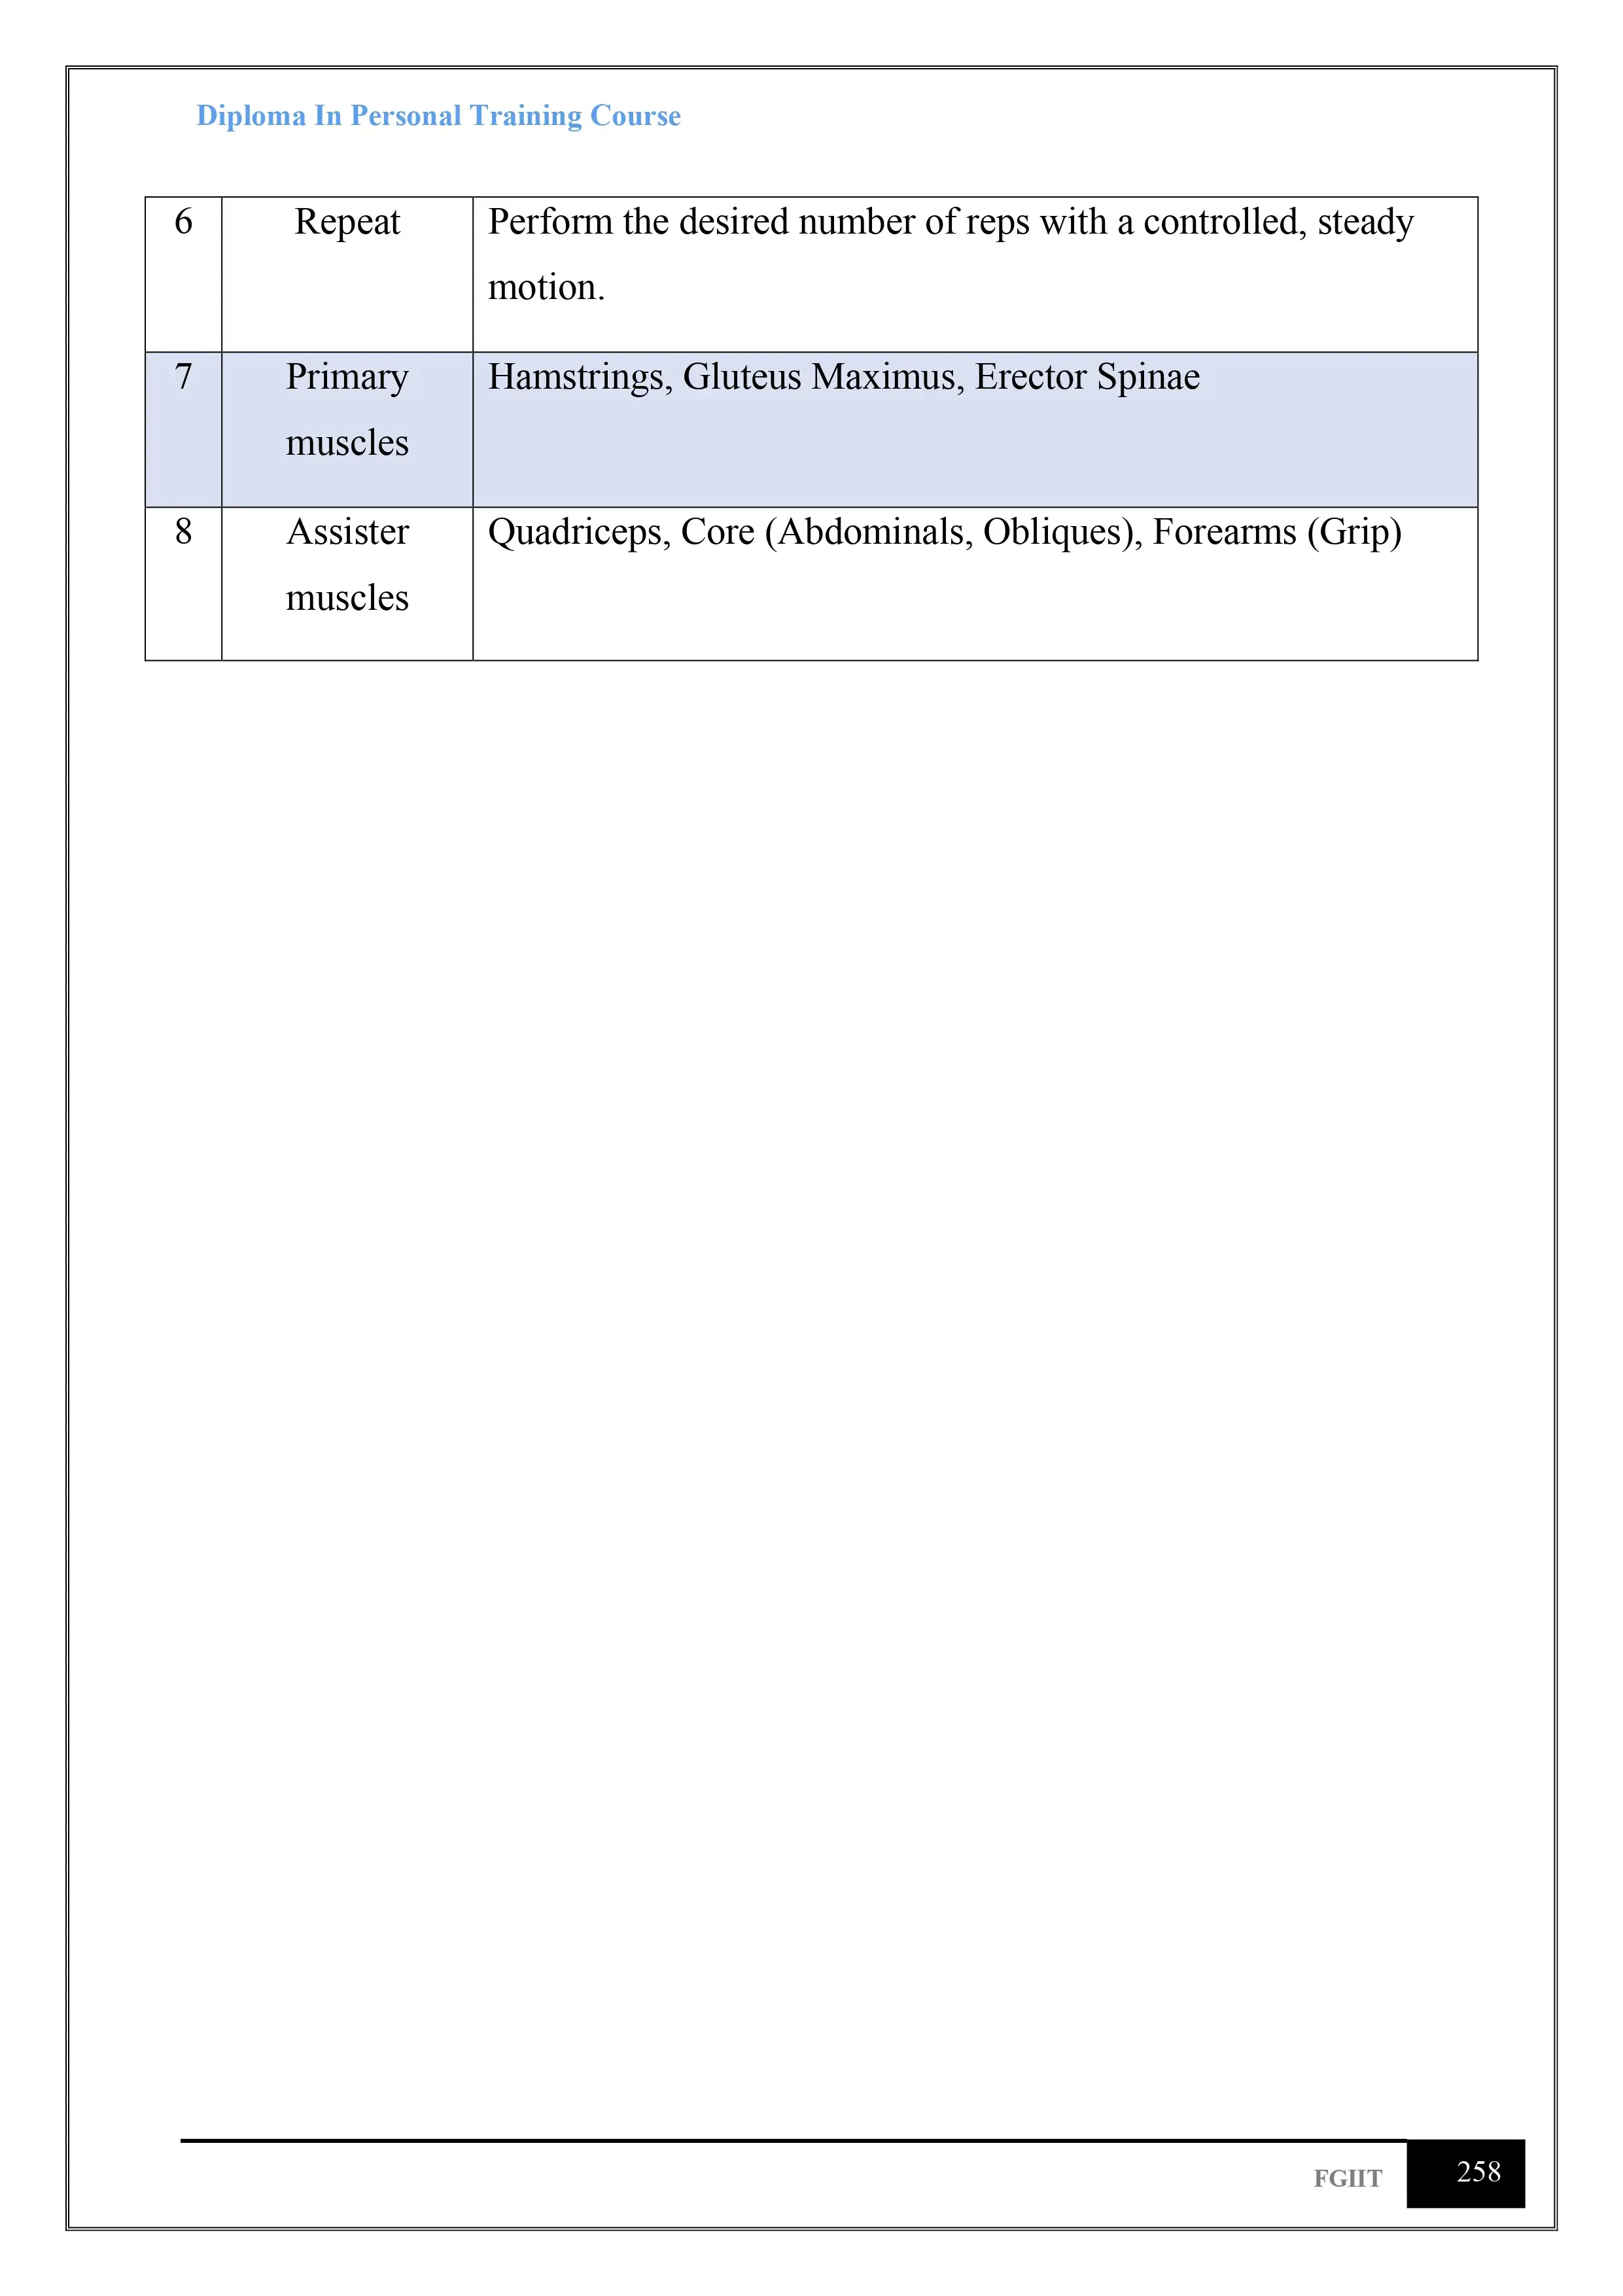 Diploma In Personal Training Course
6 Repeat Perform the desired number of reps with a controlled, steady
motion.
7 Primary Hamstrings, Gluteus Maximus, Erector Spinae
muscles
8 Assister Quadriceps, Core (Abdominals, Obliques), Forearms (Grip)
muscles
FGIIT 258